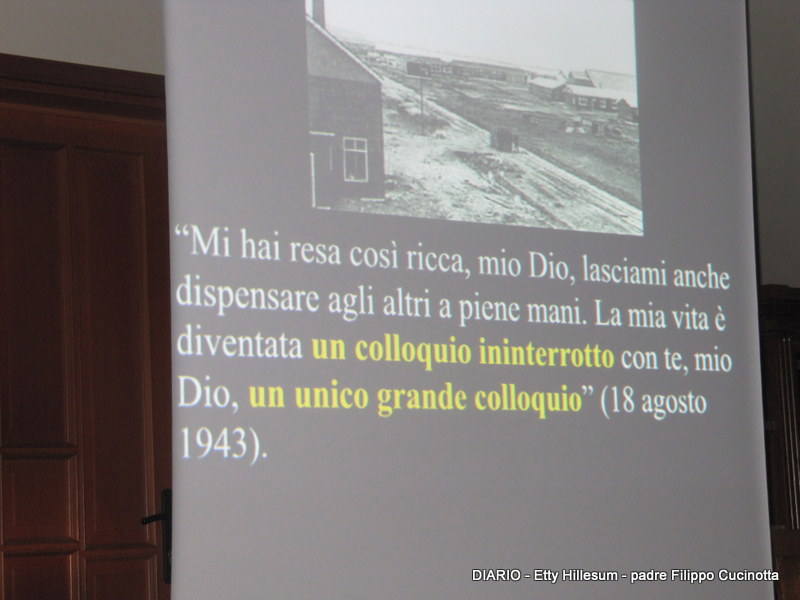 “Mi hai resa così ricca, mio Dio, lasciami anche
dispensare agli altri a piene mani. La mia vita è
diventata un colloquio ininterrotto con te, mio
Dio, un unico grande colloquio” (18 agosto
1943).
DIARIO - Etty Hillesum - padre Filippo Cucinotta